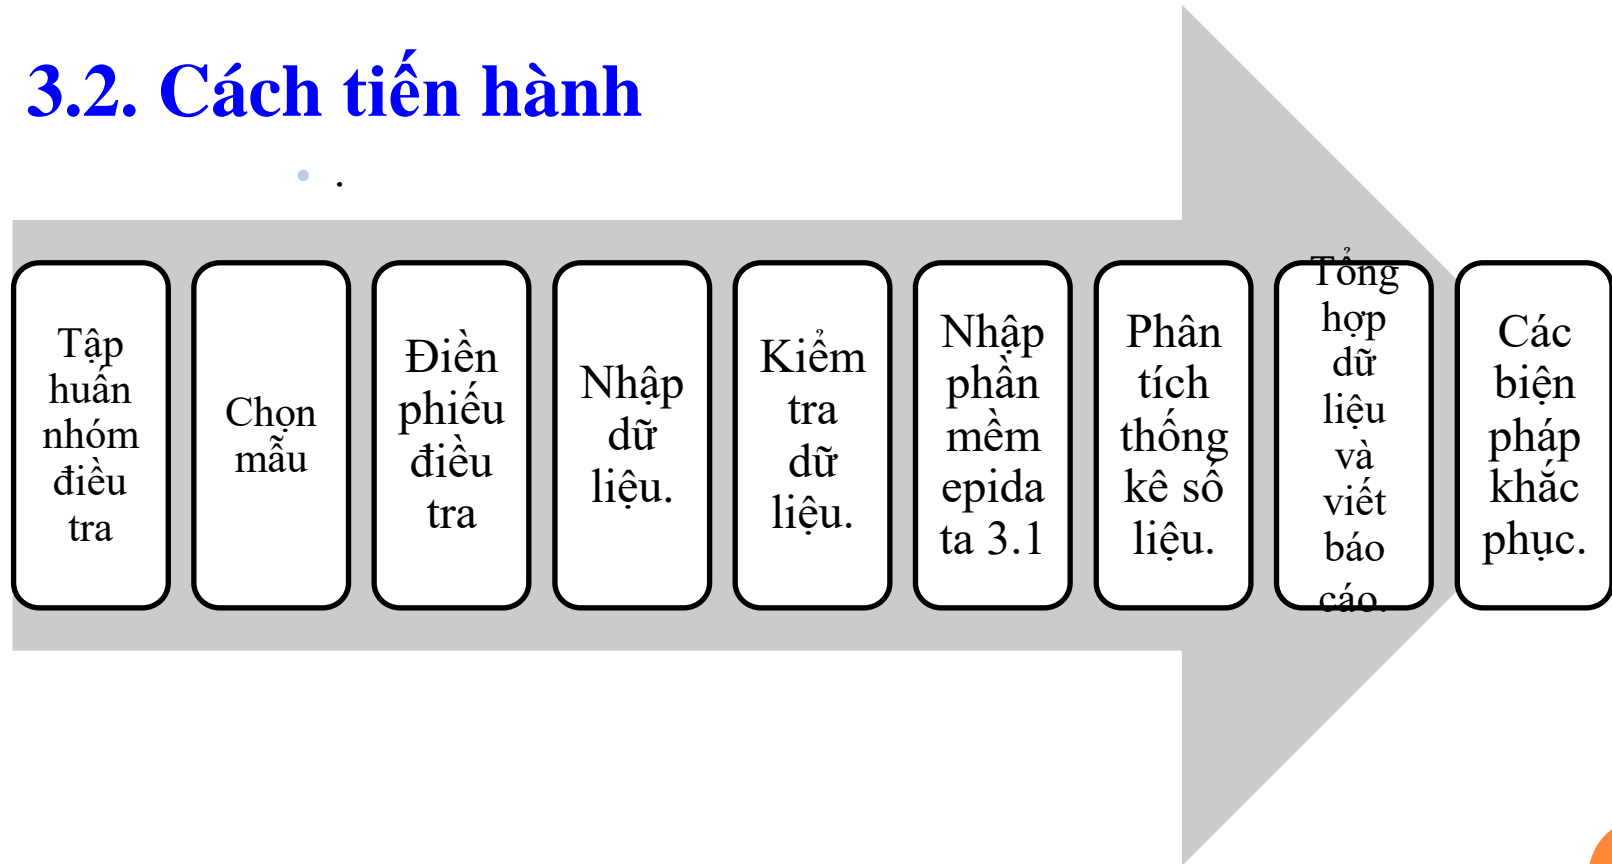 3.2. Cách tiến hành
• .
Tập
huấn
nhóm
điều
tra
Chọn
mẫu
Điền
phiếu
điều
tra
Nhập
dữ
liệu.
Kiểm
tra
dữ
liệu.
Nhập
phần
mềm
epida
ta 3.1
Phân
tích
thống
kê số
liệu.
Tổng
hợp
dữ
liệu
và
viết
báo
cáo.
Các
biện
pháp
khắc
phục.